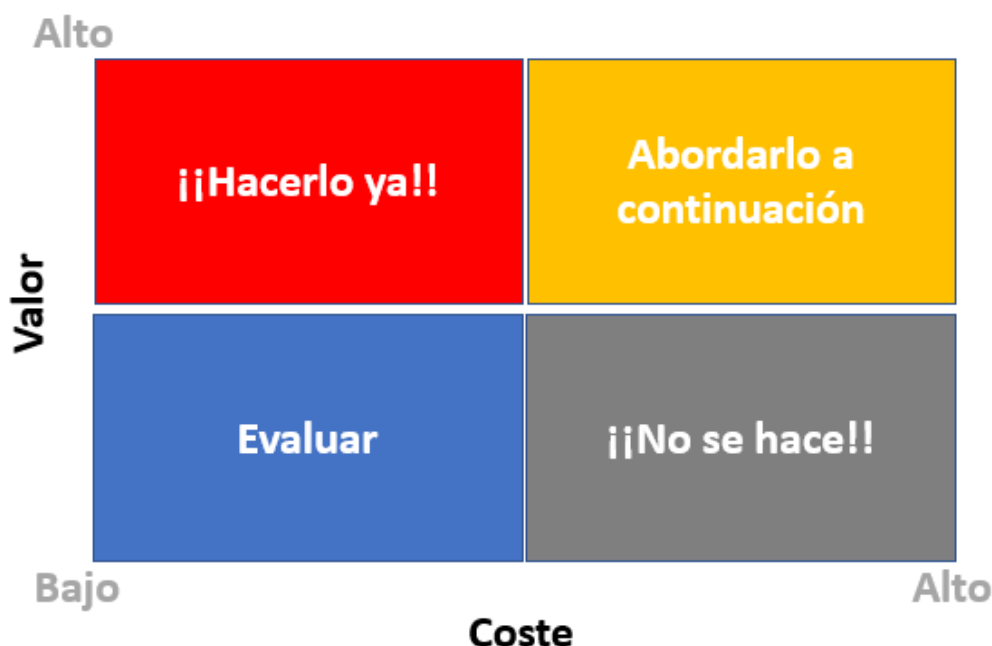 Alto
¡¡Hacerlo ya!!
Abordarlo a
continuación
Valor
Evaluar
¡¡No se hace!!
Bajo
Alto
Coste